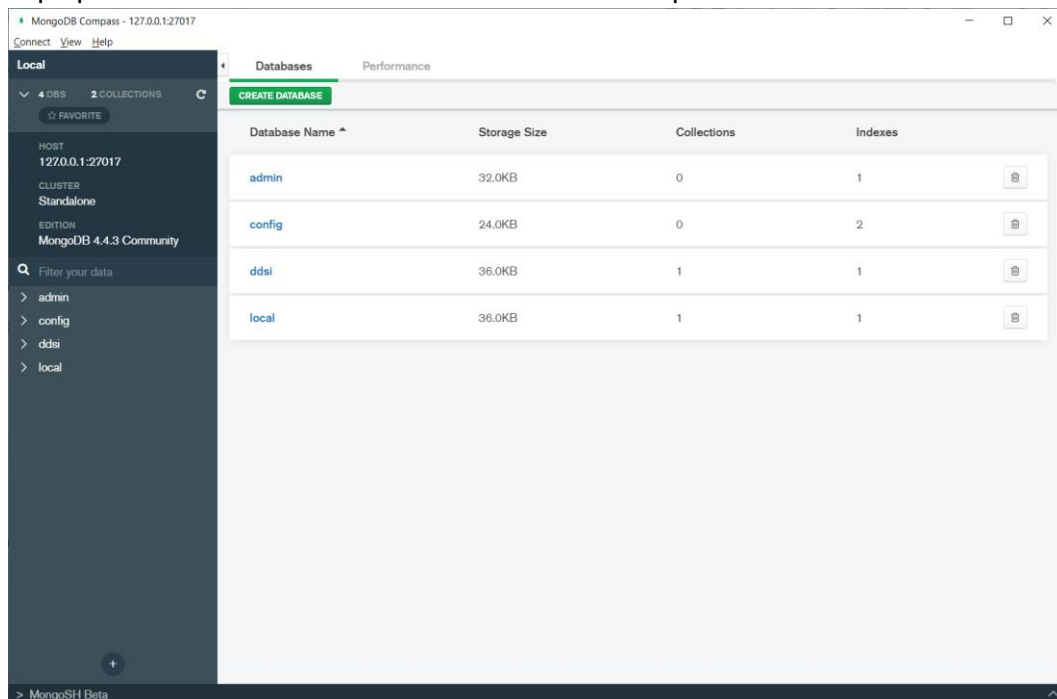 MongoDB Compass - 127.0.0.1:27017
Connect View Help
Local
4 DBS 2 COLLECTIONS
FAVORITE
HOST
127.0.0.1:27017
CLUSTER
Standalone
EDITION
MongoDB 4.4.3 Community
Filter your data
admin
config
ddsi
local
> MongoSH Beta
Databases Performance
CREATE DATABASE
Database Name Storage Size Collections Indexes
admin 32.0KB 0 1
config 24.0KB 0 2
ddsi 36.0KB 1 1
local 36.0KB 1 1